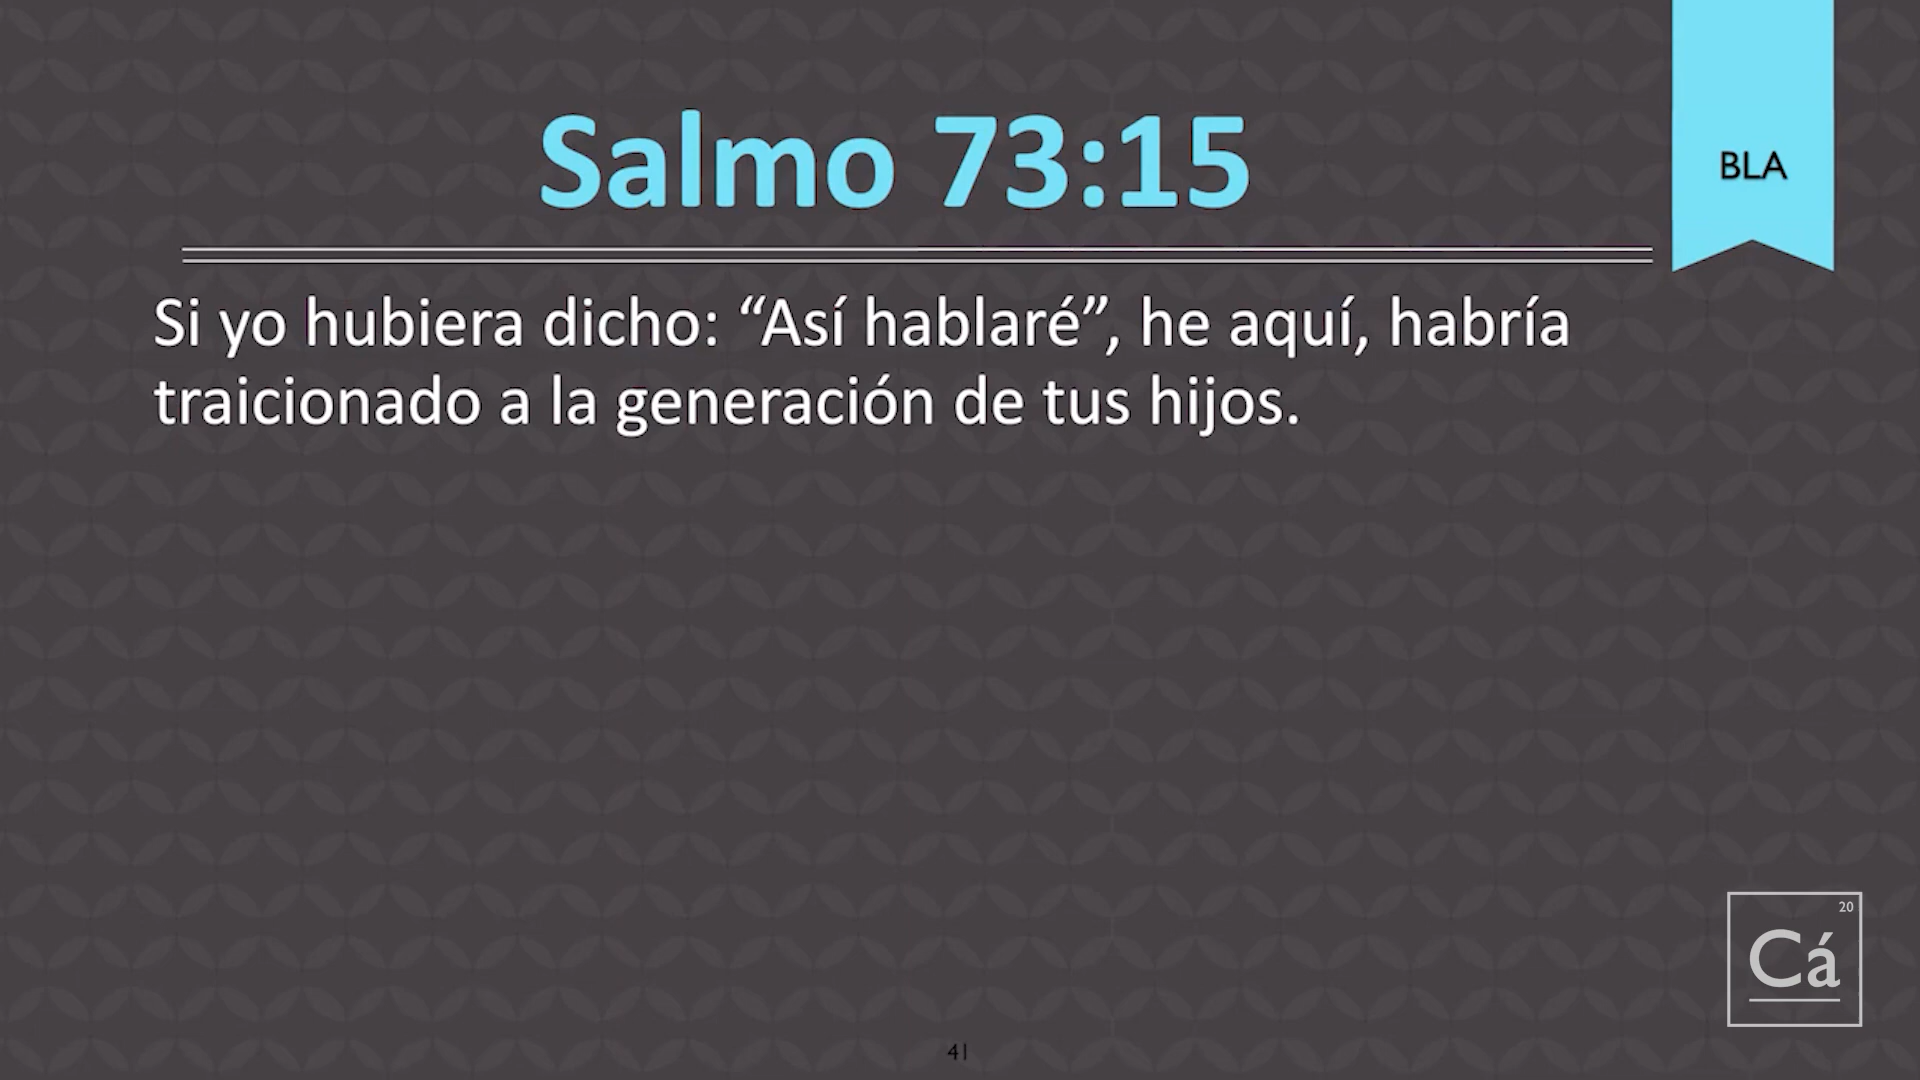 Salmo 73:15
BLA
Si yo hubiera dicho: “Así hablaré”, he aquí, habría
traicionado a la generación de tus hijos.
20
Cá
41